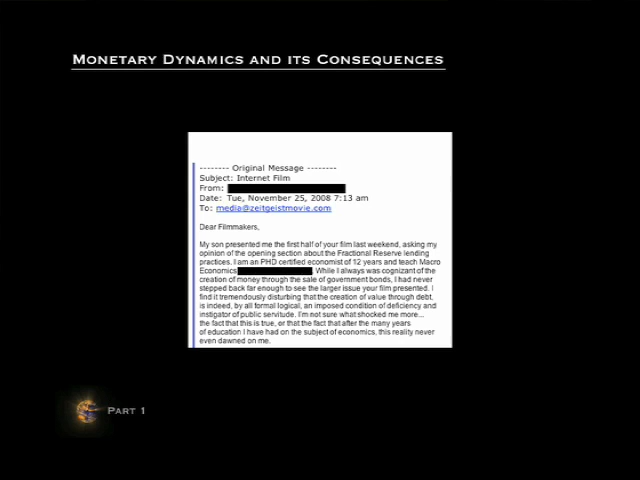 Monetary Dynamics and its Consequences
-------- Original Message --------
Subject: Internet Film
From:
Date: Tue, November 25, 2008 7:13 am
To: media@zeitgeistmovie.com
Dear Filmmakers,
My son presented me the first half of your film last weekend, asking my
opinion of the opening section about the Fractional Reserve lending
practices. I am an PHD certified economist of 12 years and teach Macro
Economics . While I always was cognizant of the
creation of money through the sale of government bonds, I had never
stepped back far enough to see the larger issue your film presented. I
find it tremendously disturbing that the creation of value through debt,
is indeed, by all formal logical, an imposed condition of deficiency and
instigator of public servitude. I'm not sure what shocked me more...
the fact that this is true, or that the fact that after the many years
of education I have had on the subject of economics, this reality never
even dawned on me.
Part 1